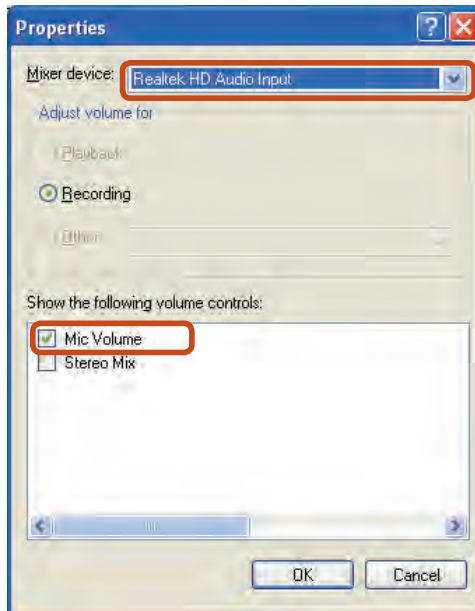 Properties
Mixer device: Realtek HD Audio Input
Adjust volume for
Playback
Recording
Other
Show the following volume controls:
Mic Volume
Stereo Mix
OK Cancel